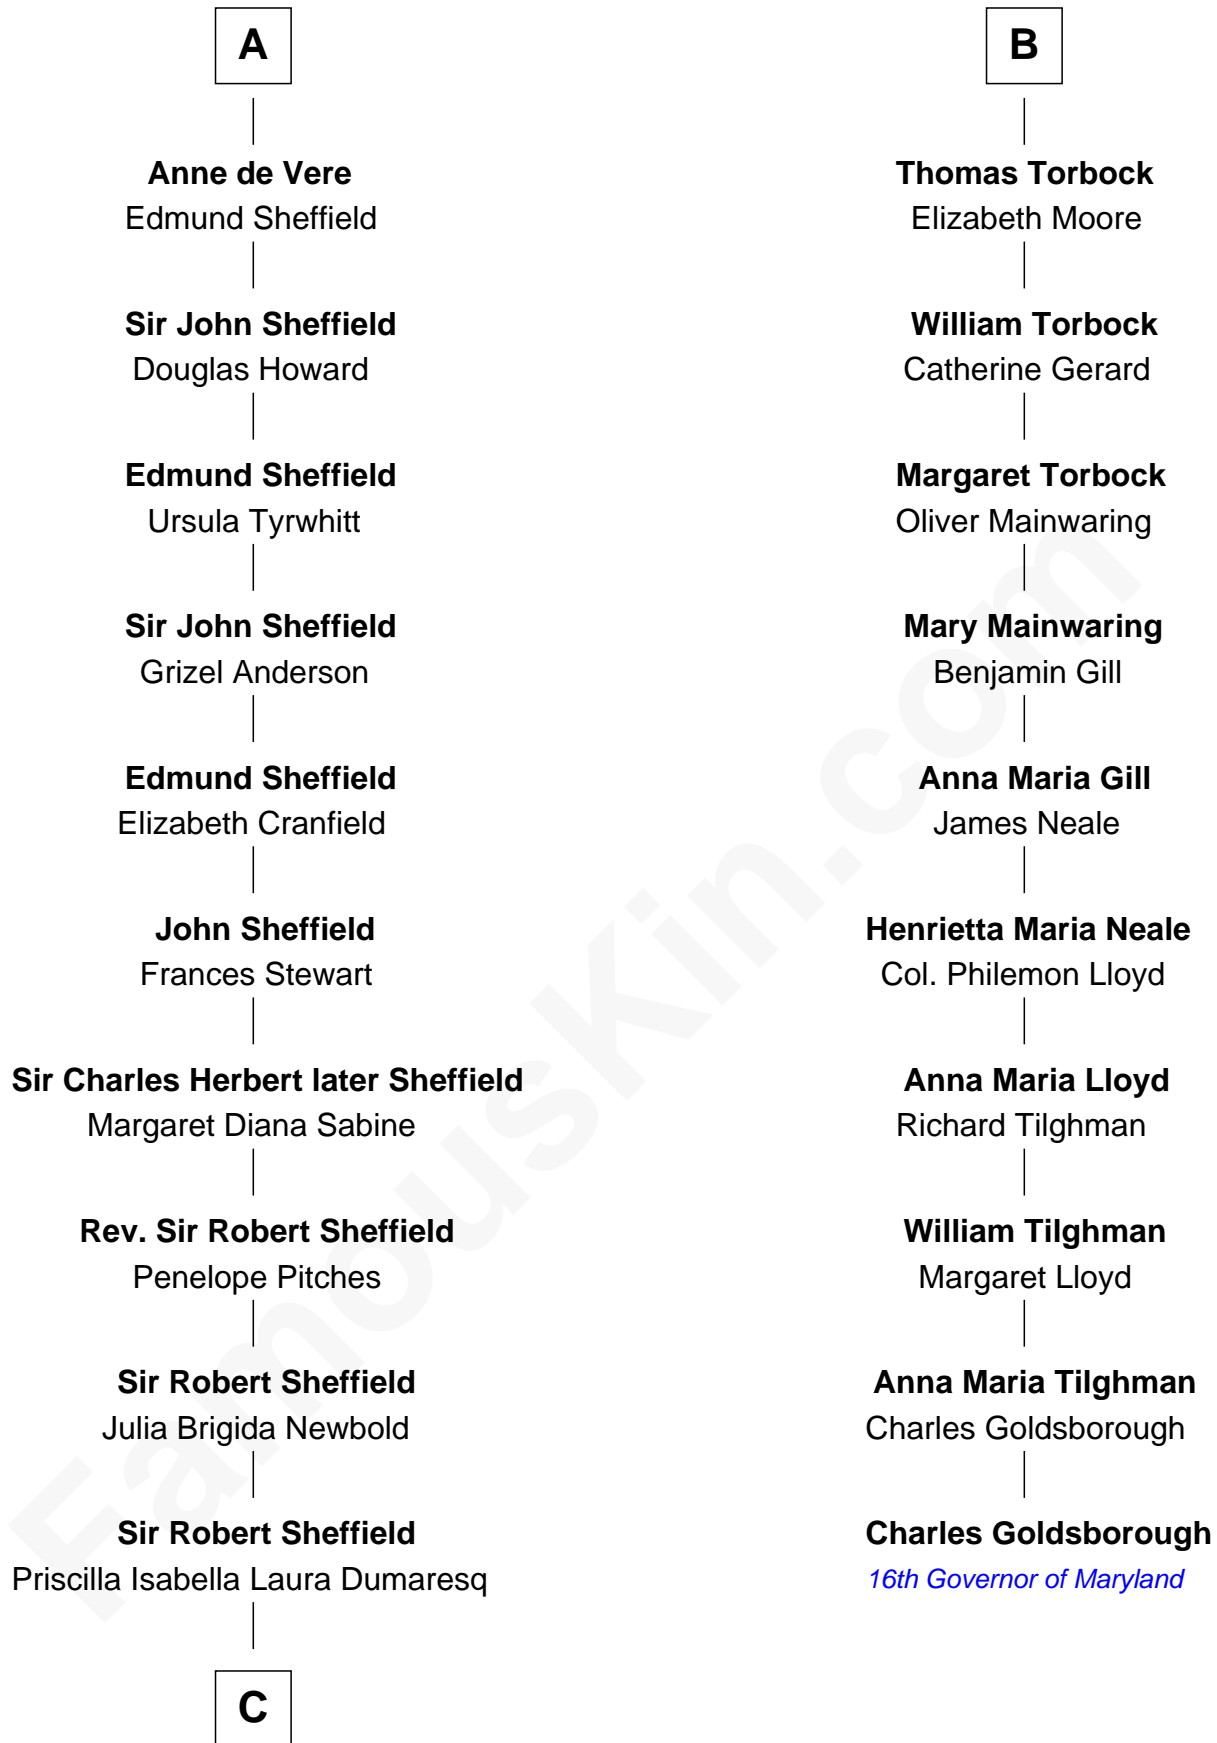 A
Anne de Vere
Edmund Sheffield
Sir John Sheffield
Douglas Howard
Edmund Sheffield
Ursula Tyrwhitt
Sir John Sheffield
Grizel Anderson
Edmund Sheffield
Elizabeth Cranfield
John Sheffield
Frances Stewart
Sir Charles Herbert later Sheffield
Margaret Diana Sabine
Rev. Sir Robert Sheffield
Penelope Pitches
Sir Robert Sheffield
Julia Brigida Newbold
Sir Robert Sheffield
Priscilla Isabella Laura Dumaresq
C
B
Thomas Torbock
Elizabeth Moore
William Torbock
Catherine Gerard
Margaret Torbock
Oliver Mainwaring
Mary Mainwaring
Benjamin Gill
Anna Maria Gill
James Neale
Henrietta Maria Neale
Col. Philemon Lloyd
Anna Maria Lloyd
Richard Tilghman
William Tilghman
Margaret Lloyd
Anna Maria Tilghman
Charles Goldsborough
Charles Goldsborough
16th Governor of Maryland
FamousKin.com